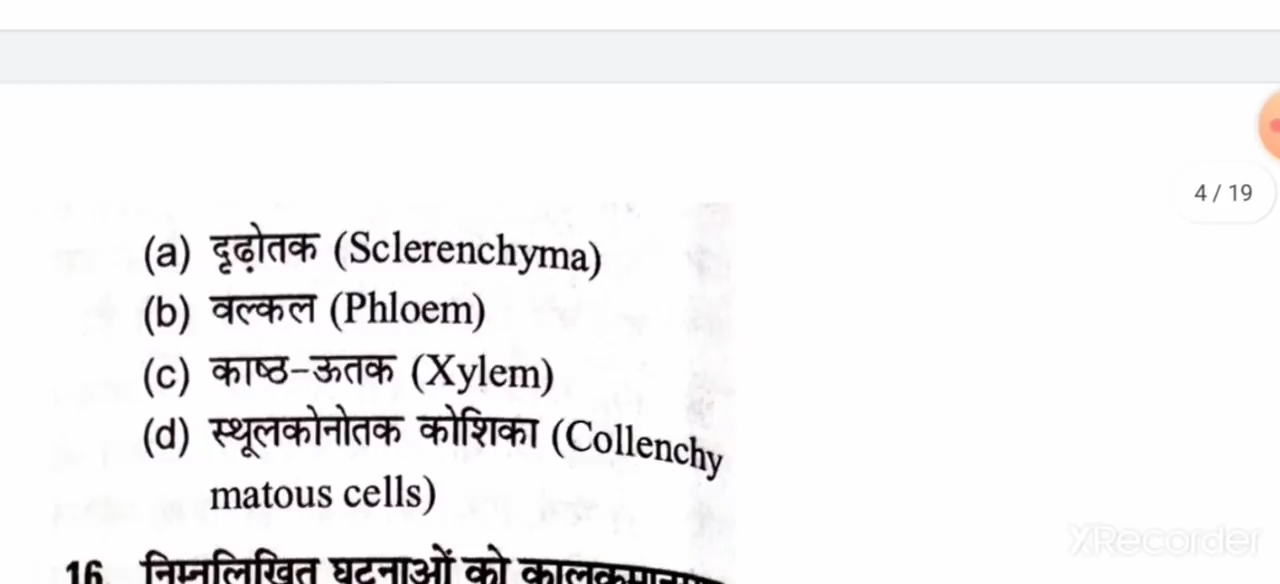 4 / 19
(a) दृढ़ोतक (Sclerenchyma)
(b) वल्कल (Phloem)
(c) काष्ठ-ऊतक (Xylem)
(d) स्थूलकोनोतक कोशिका (Collenchy
matous cells)
16. निम्नलिखित घटनाओं को
XRecorder